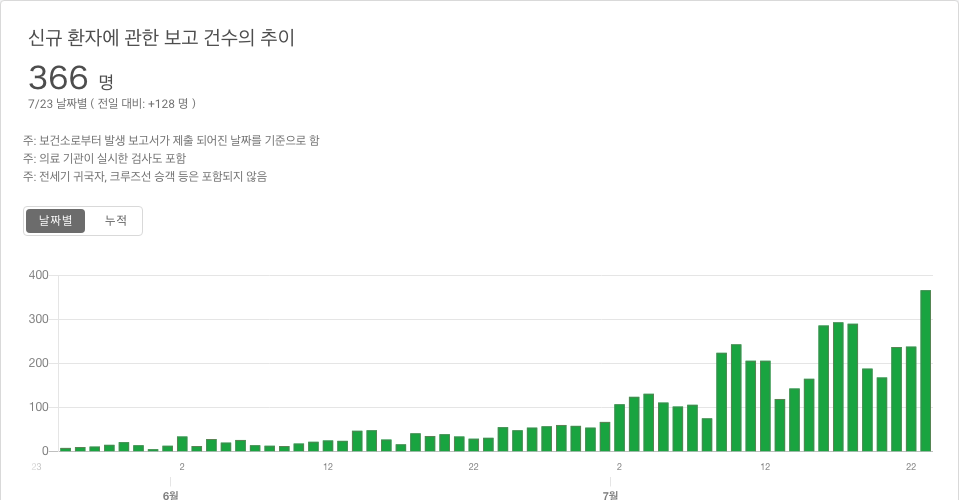 신규 환자에 관한 보고 건수의 추이
366 명
7/23 날짜별 ( 전일 대비: +128 명 )
주: 보건소로부터 발생 보고서가 제출 되어진 날짜를 기준으로 함
주: 의료 기관이 실시한 검사도 포함
주: 전세기 귀국자, 크루즈선 승객 등은 포함되지 않음
날짜별 누적
400
300
200
100
0
23 2 12 22 2 12 22
6월 7월